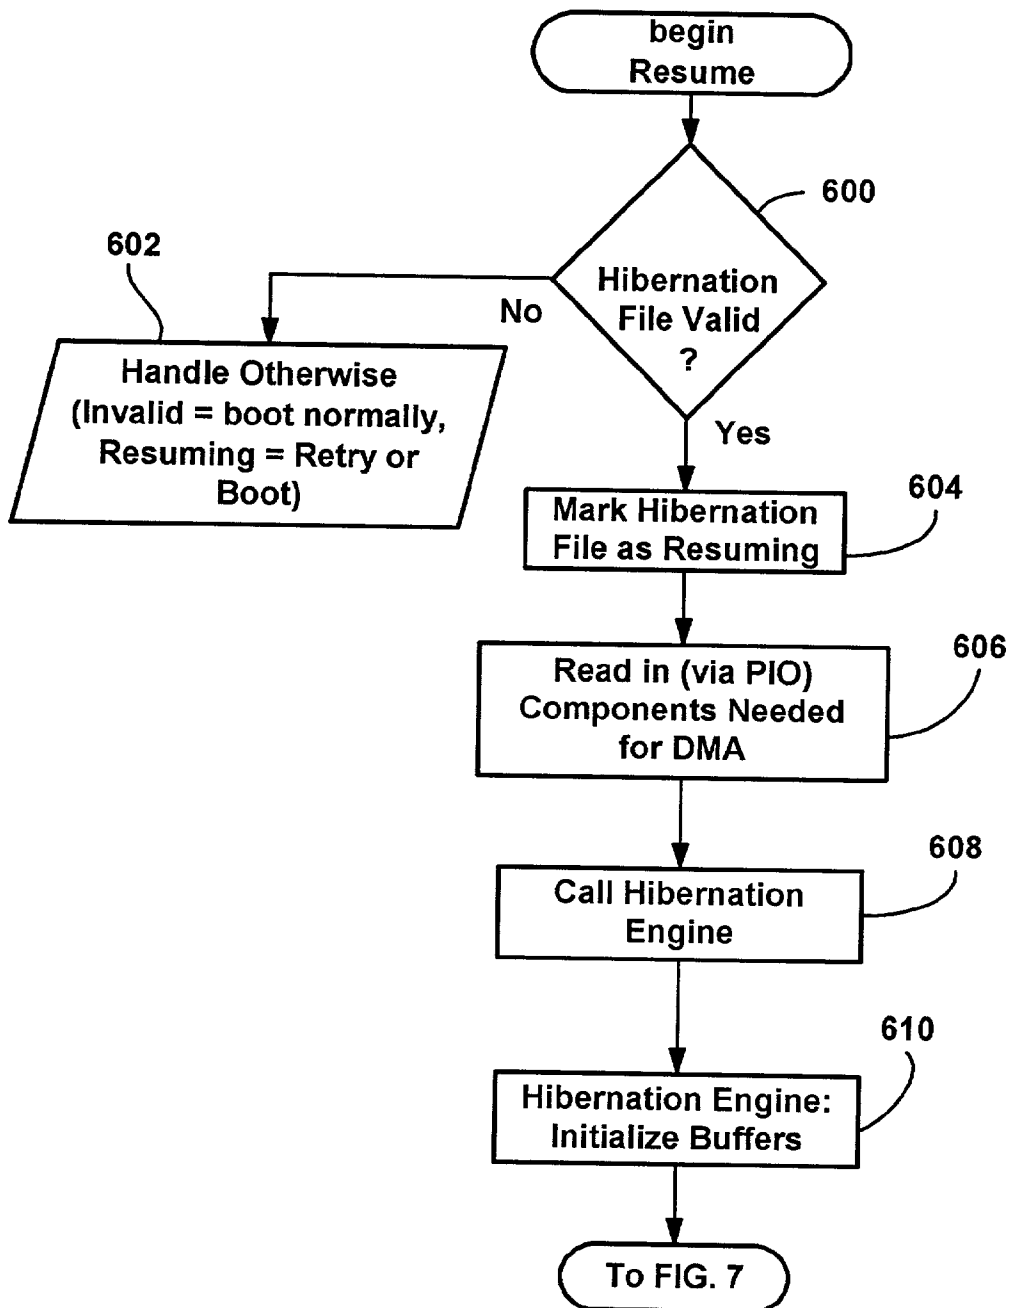 begin
Resume
600
602
Hibernation
File Valid
?
No
Handle Otherwise
(Invalid = boot normally,
Resuming = Retry or
Boot)
Yes
604
Mark Hibernation
File as Resuming
606
Read in (via PIO)
Components Needed
for DMA
608
Call Hibernation
Engine
610
Hibernation Engine:
Initialize Buffers
To FIG. 7